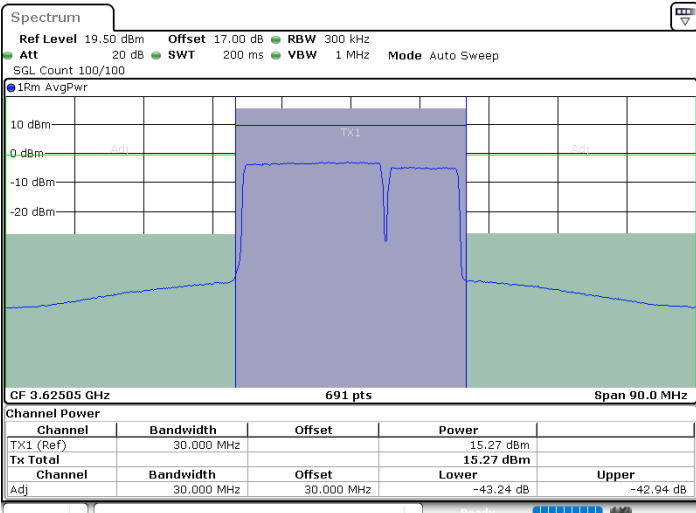 Spectrum
Ref Level 19.50 dBm Offset 17.00 dB RBW 300 kHz
Att 20 dB SWT 200 ms VBW 1 MHz Mode Auto Sweep
SGL Count 100/100
1Rm AvgPwr
10 dBm
TX1
Adj Adj
0 dBm
-10 dBm
-20 dBm
CF 3.62505 GHz 691 pts Span 90.0 MHz
Channel Power
Channel Bandwidth Offset Power
TX1 (Ref) 30.000 MHz 15.27 dBm
Tx Total 15.27 dBm
Channel Bandwidth Offset Lower Upper
Adj 30.000 MHz 30.000 MHz -43.24 dB -42.94 dB
Ready